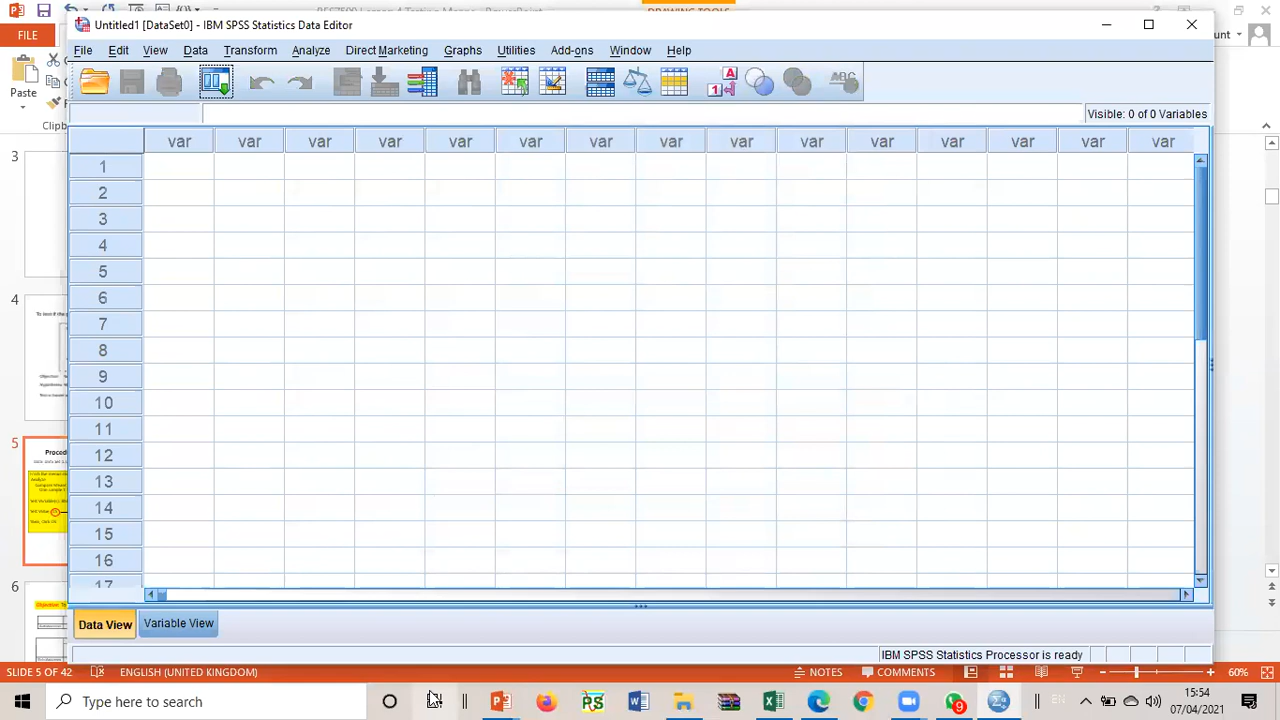 Untitled1 [DataSet0] - IBM SPSS Statistics Data Editor
FILE
File Edit View Data Transform Analyze Direct Marketing Graphs Utilities Add-ons Window Help
Paste
Visible: 0 of 0 Variables
var var var var var var var var var var var var var var var
1
2
3
4
5
6
7
8
9
10
11
12
13
14
15
16
17
3
4
5
6
Data View Variable View
IBM SPSS Statistics Processor is ready
SLIDE 5 OF 42 ENGLISH (UNITED KINGDOM) NOTES COMMENTS 60%
Type here to search
9
EN
07/04/2021